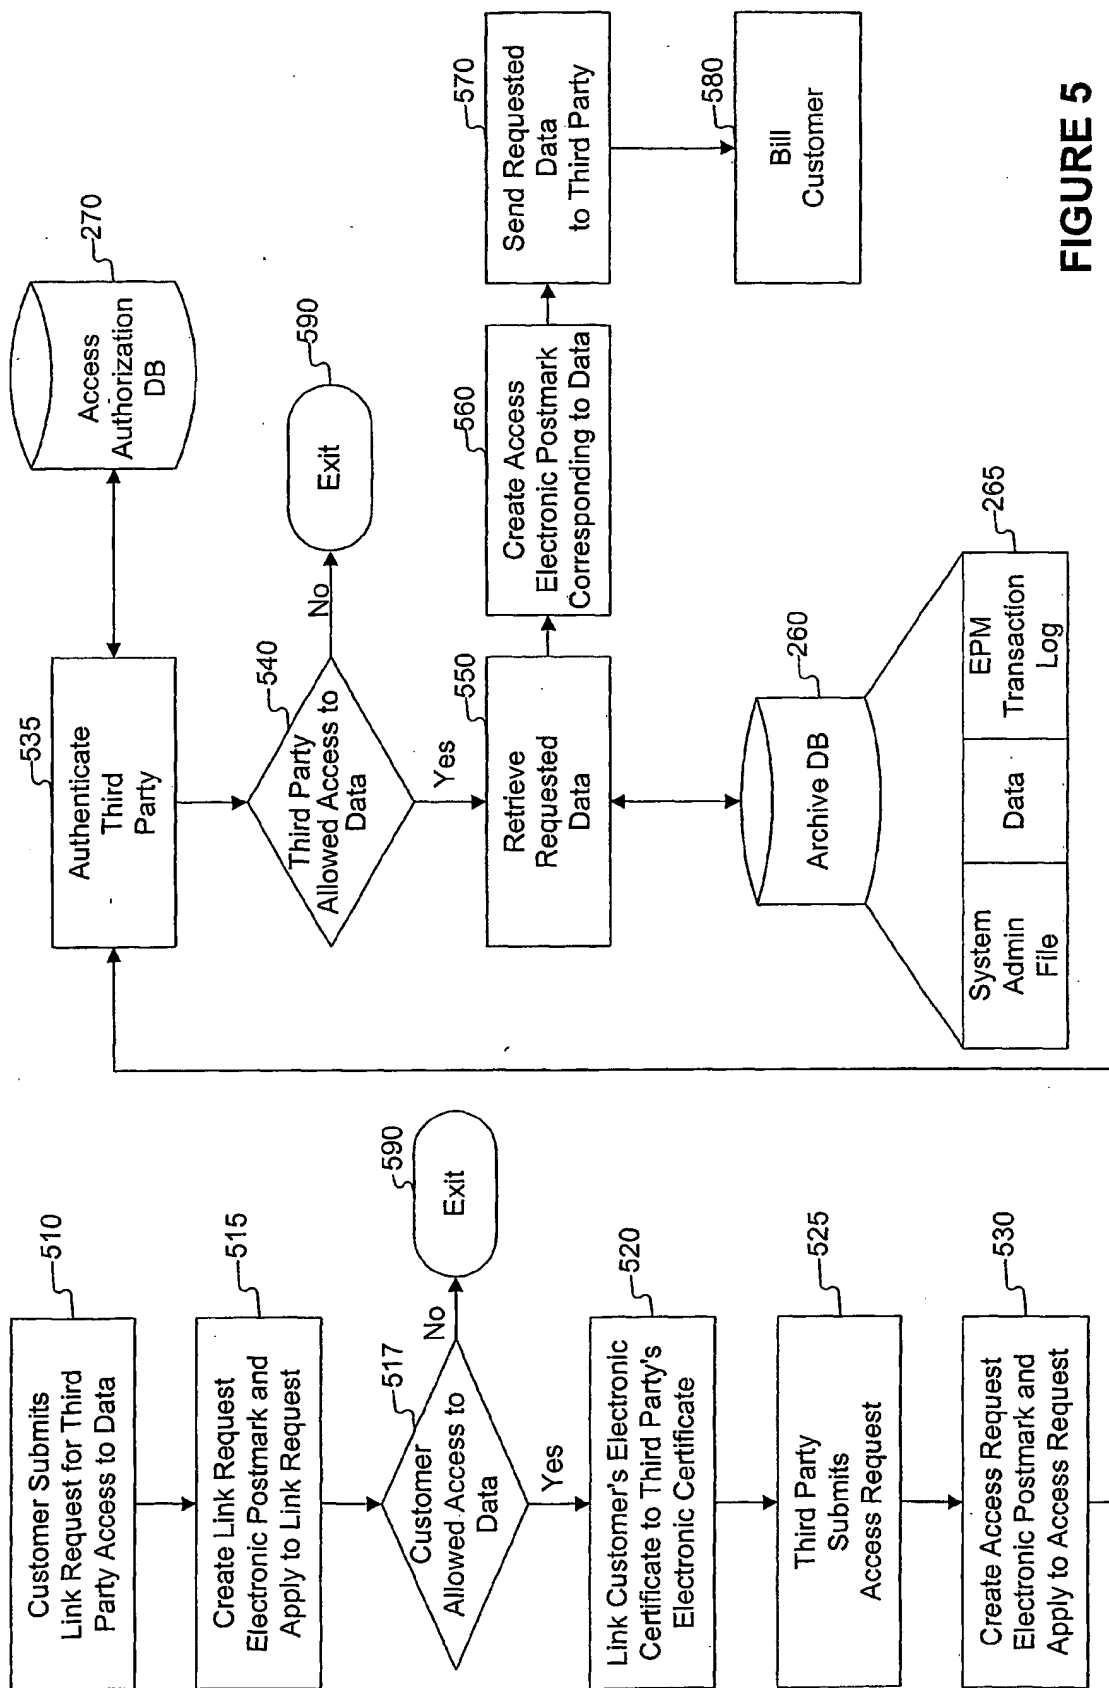 Customer Submits
Link Request for Third
Party Access to Data
510
Create Link Request
Electronic Postmark and
Apply to Link Request
515
Customer
Allowed Access to
Data
517
No
Exit
590
Yes
Link Customer's Electronic
Certificate to Third Party's
Electronic Certificate
520
Third Party
Submits
Access Request
525
Create Access Request
Electronic Postmark and
Apply to Access Request
530
Authenticate
Third
Party
535
Access
Authorization
DB
270
Third Party
Allowed Access to
Data
540
No
Exit
590
Yes
Retrieve
Requested
Data
550
Create Access
Electronic Postmark
Corresponding to Data
560
Send Requested
Data
to Third Party
570
Bill
Customer
580
Archive DB
260
System
Admin
File
Data
EPM
Transaction
Log
265
FIGURE 5